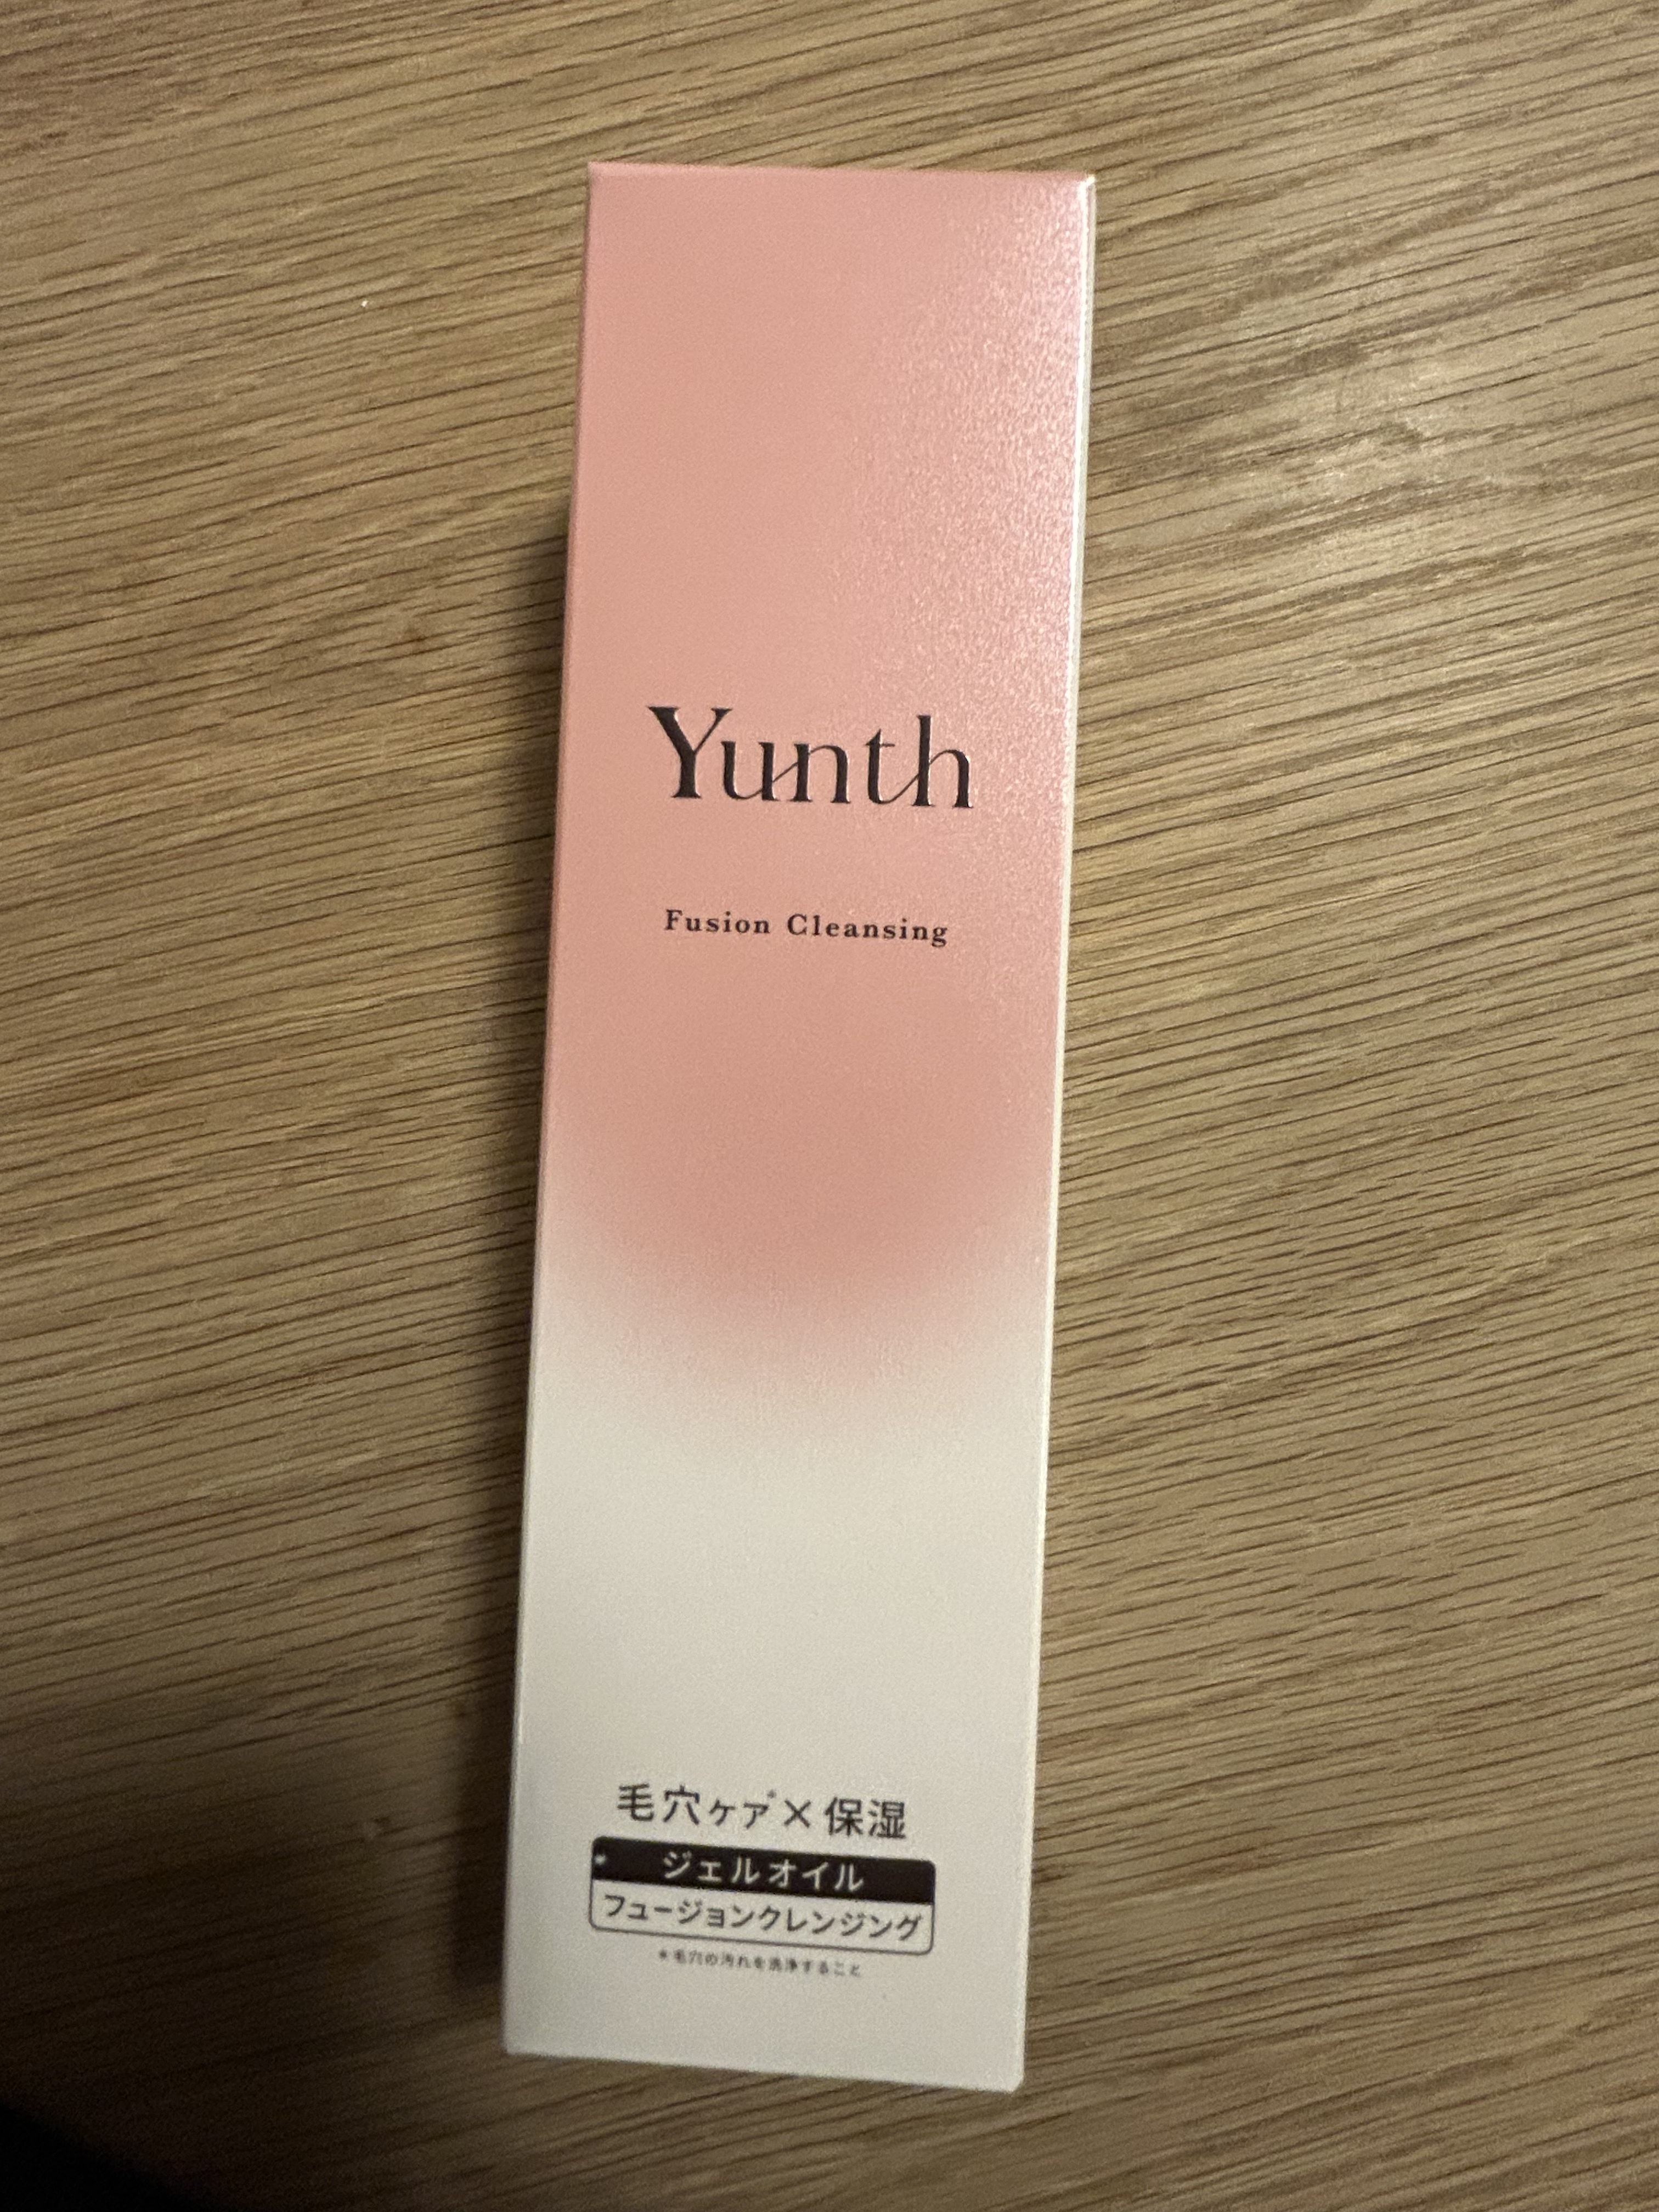 Yunth
Fusion Cleansing
毛穴ケア*×保湿
ジェルオイル
フュージョンクレンジング
*毛穴の汚れを洗浄すること